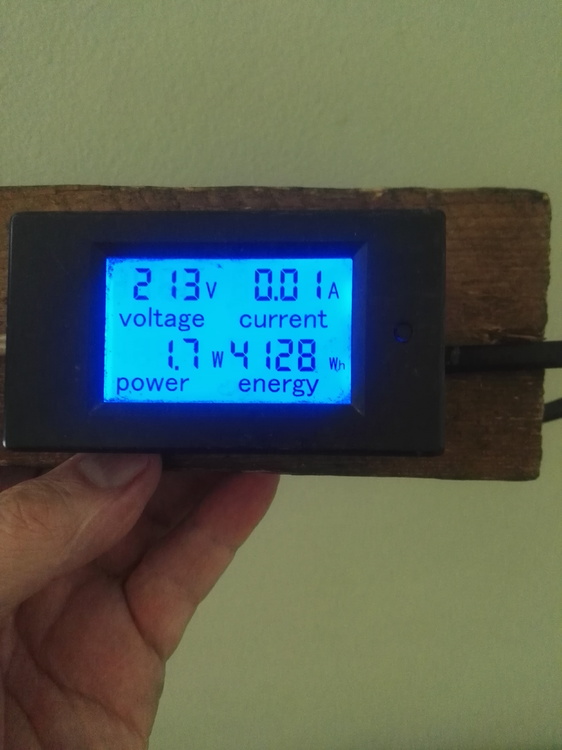 213V 0.01A
voltage current
1.7W 4128Wh
power energy